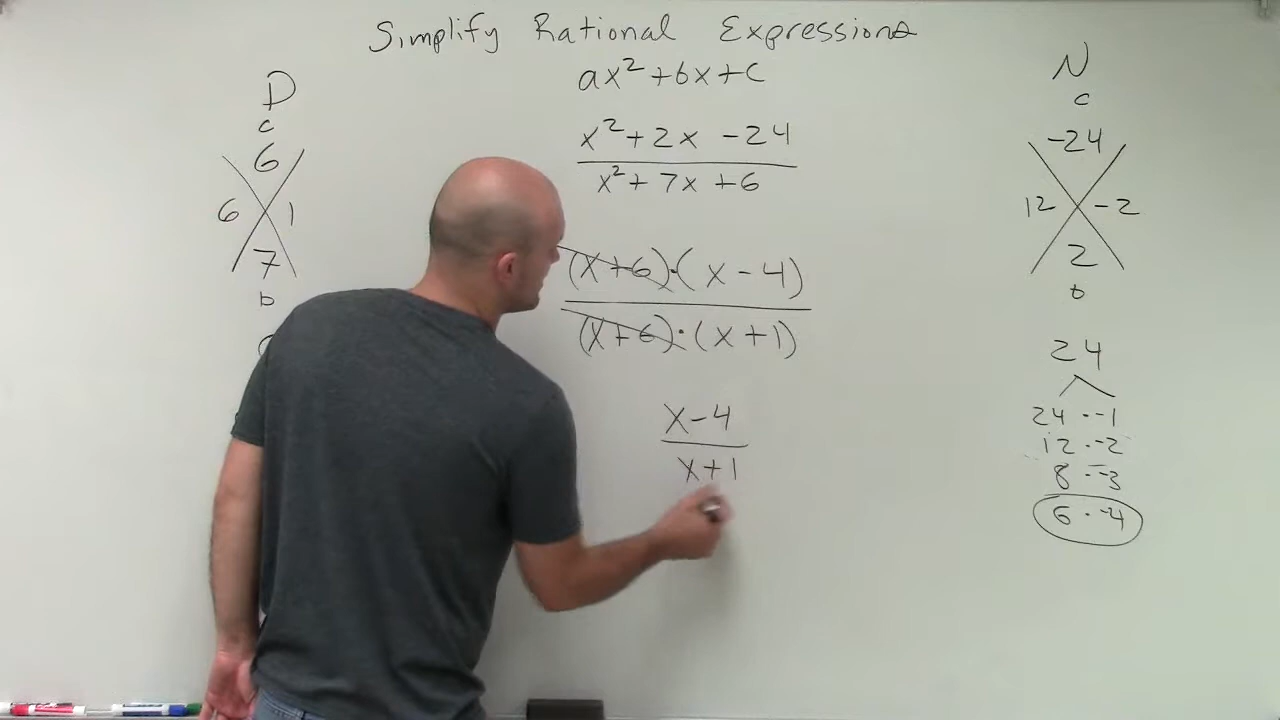 Simplify Rational Expressions
ax² + bx + c
D
c
6
6 1
7
b
x² + 2x - 24
x² + 7x + 6
(x+6)·(x-4)
(x+6)·(x+1)
x-4
x+1
N
c
-24
12 -2
2
b
24
24 · -1
12 · -2
8 · -3
6 · -4